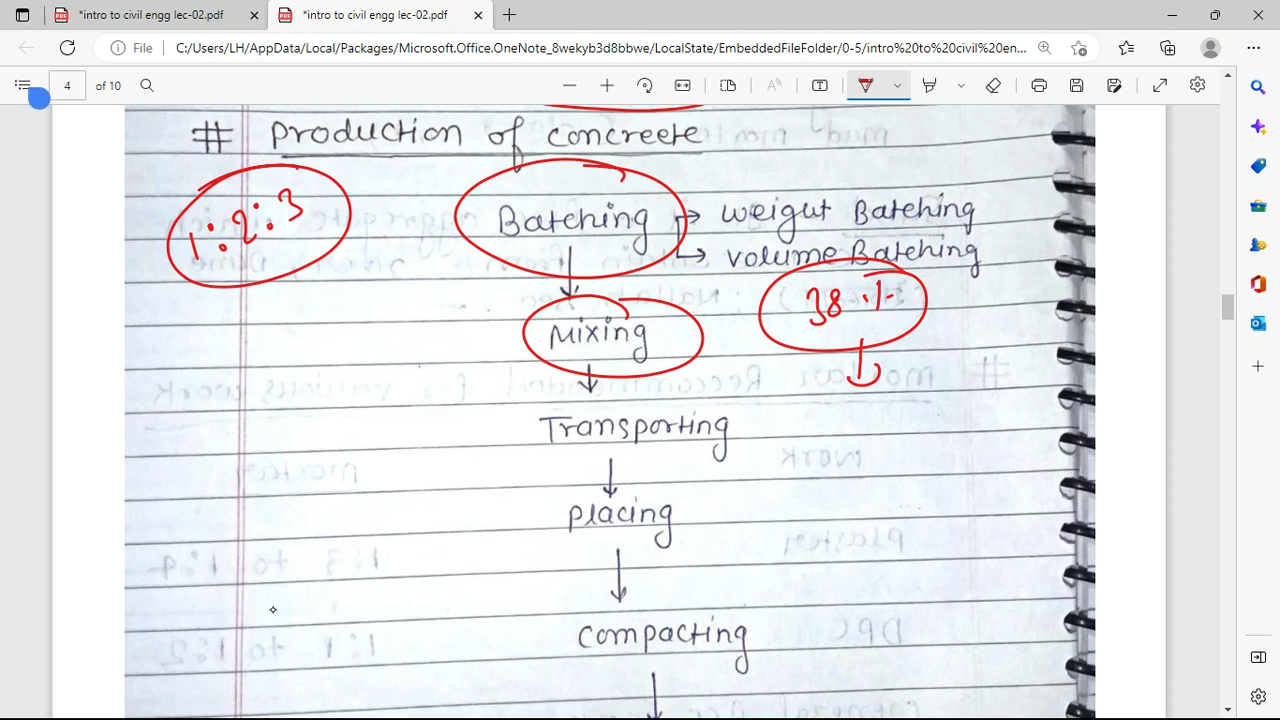 *intro to civil engg lec-02.pdf
*intro to civil engg lec-02.pdf
File C:/Users/LH/AppData/Local/Packages/Microsoft.Office.OneNote_8wekyb3d8bbwe/LocalState/EmbeddedFileFolder/0-5/intro%20to%20civil%20en...
4 of 10
# Production of concreete
1:2:3
Batching → weigut Batching
→ volume Batching
38 %
Mixing
Transporting
Placing
Compacting